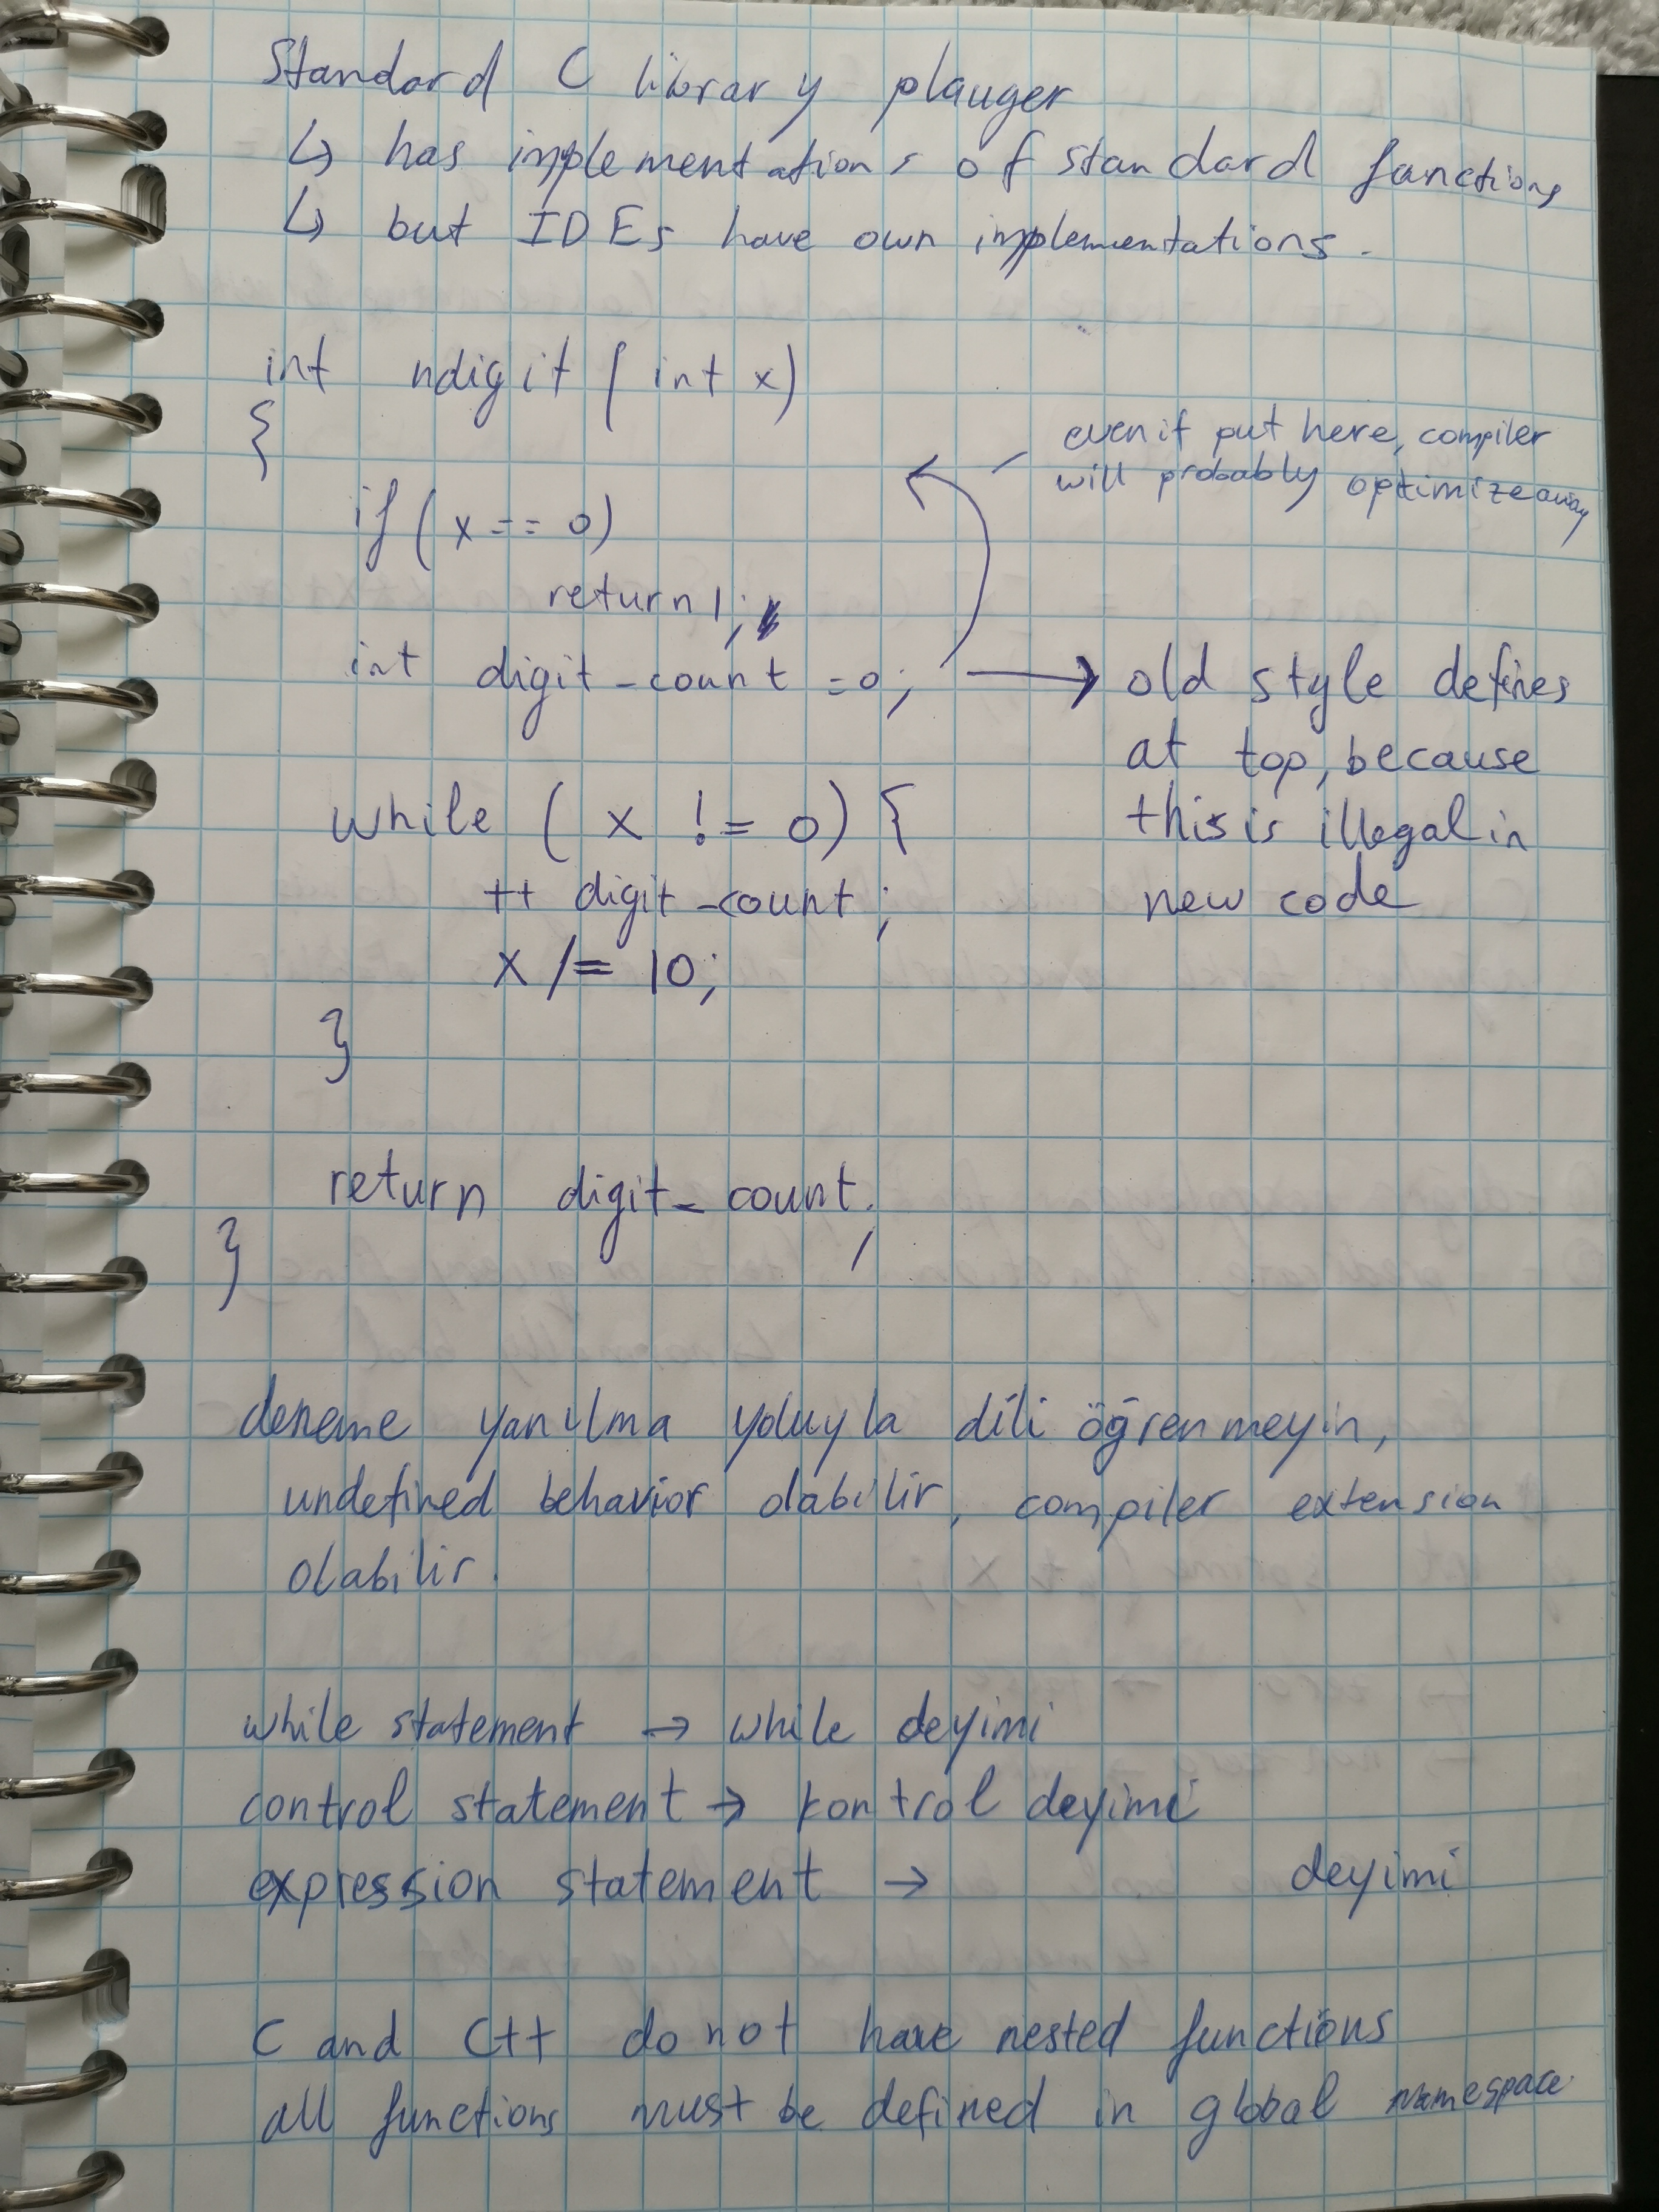 Standard C library plauger
↳ has implementations of standard functions
↳ but IDEs have own implementations.
int ndigit (int x)
{
even if put here, compiler
will probably optimize away
if (x == 0)
return 1;
int digit_count = 0; → old style defines
at top, because
this is illegal in
new code
while ( x != 0) {
++ digit_count;
x /= 10;
}
return digit_count;
}
deneme yanılma yoluyla dili öğrenmeyin,
undefined behavior olabilir, compiler extension
olabilir.
while statement → while deyimi
control statement → kontrol deyimi
expression statement → deyimi
C and C++ do not have nested functions
all functions must be defined in global namespace